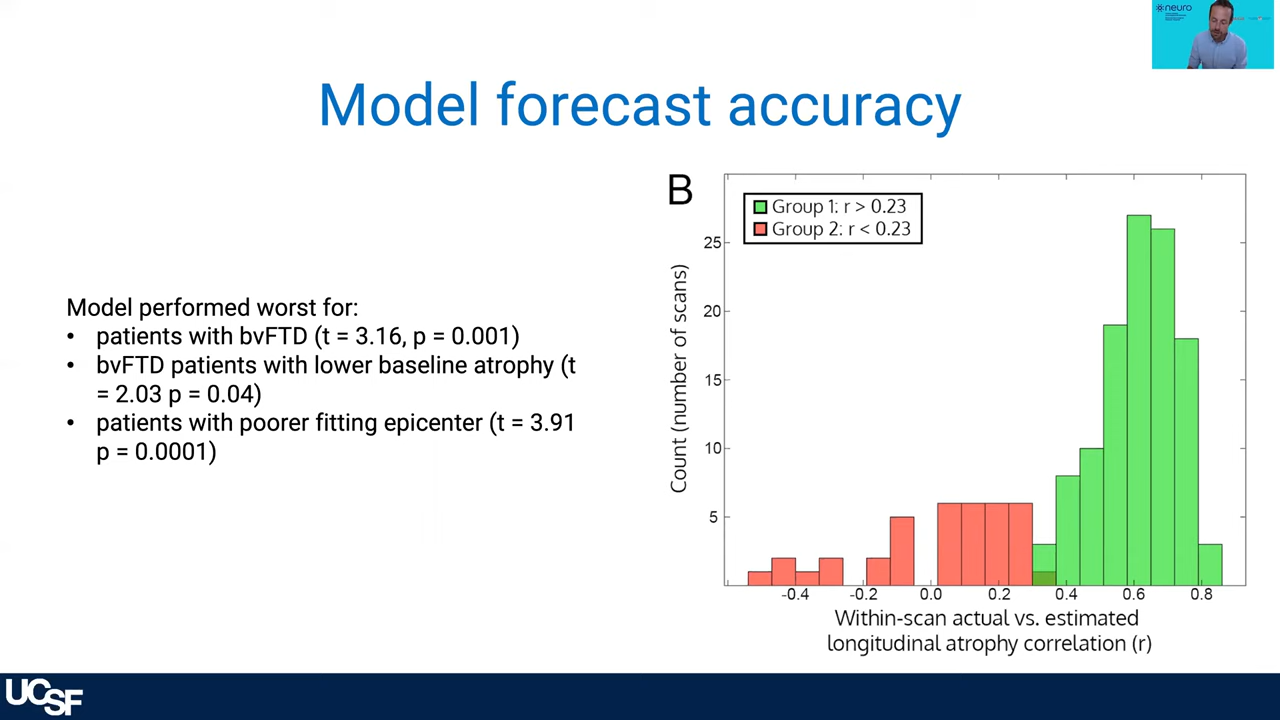 neuro
Model forecast accuracy
Model performed worst for:
• patients with bvFTD (t = 3.16, p = 0.001)
• bvFTD patients with lower baseline atrophy (t
= 2.03 p = 0.04)
• patients with poorer fitting epicenter (t = 3.91
p = 0.0001)
B
Group 1: r > 0.23
Group 2: r < 0.23
Count (number of scans)
25
20
15
10
5
-0.4 -0.2 0.0 0.2 0.4 0.6 0.8
Within-scan actual vs. estimated
longitudinal atrophy correlation (r)
UCSF